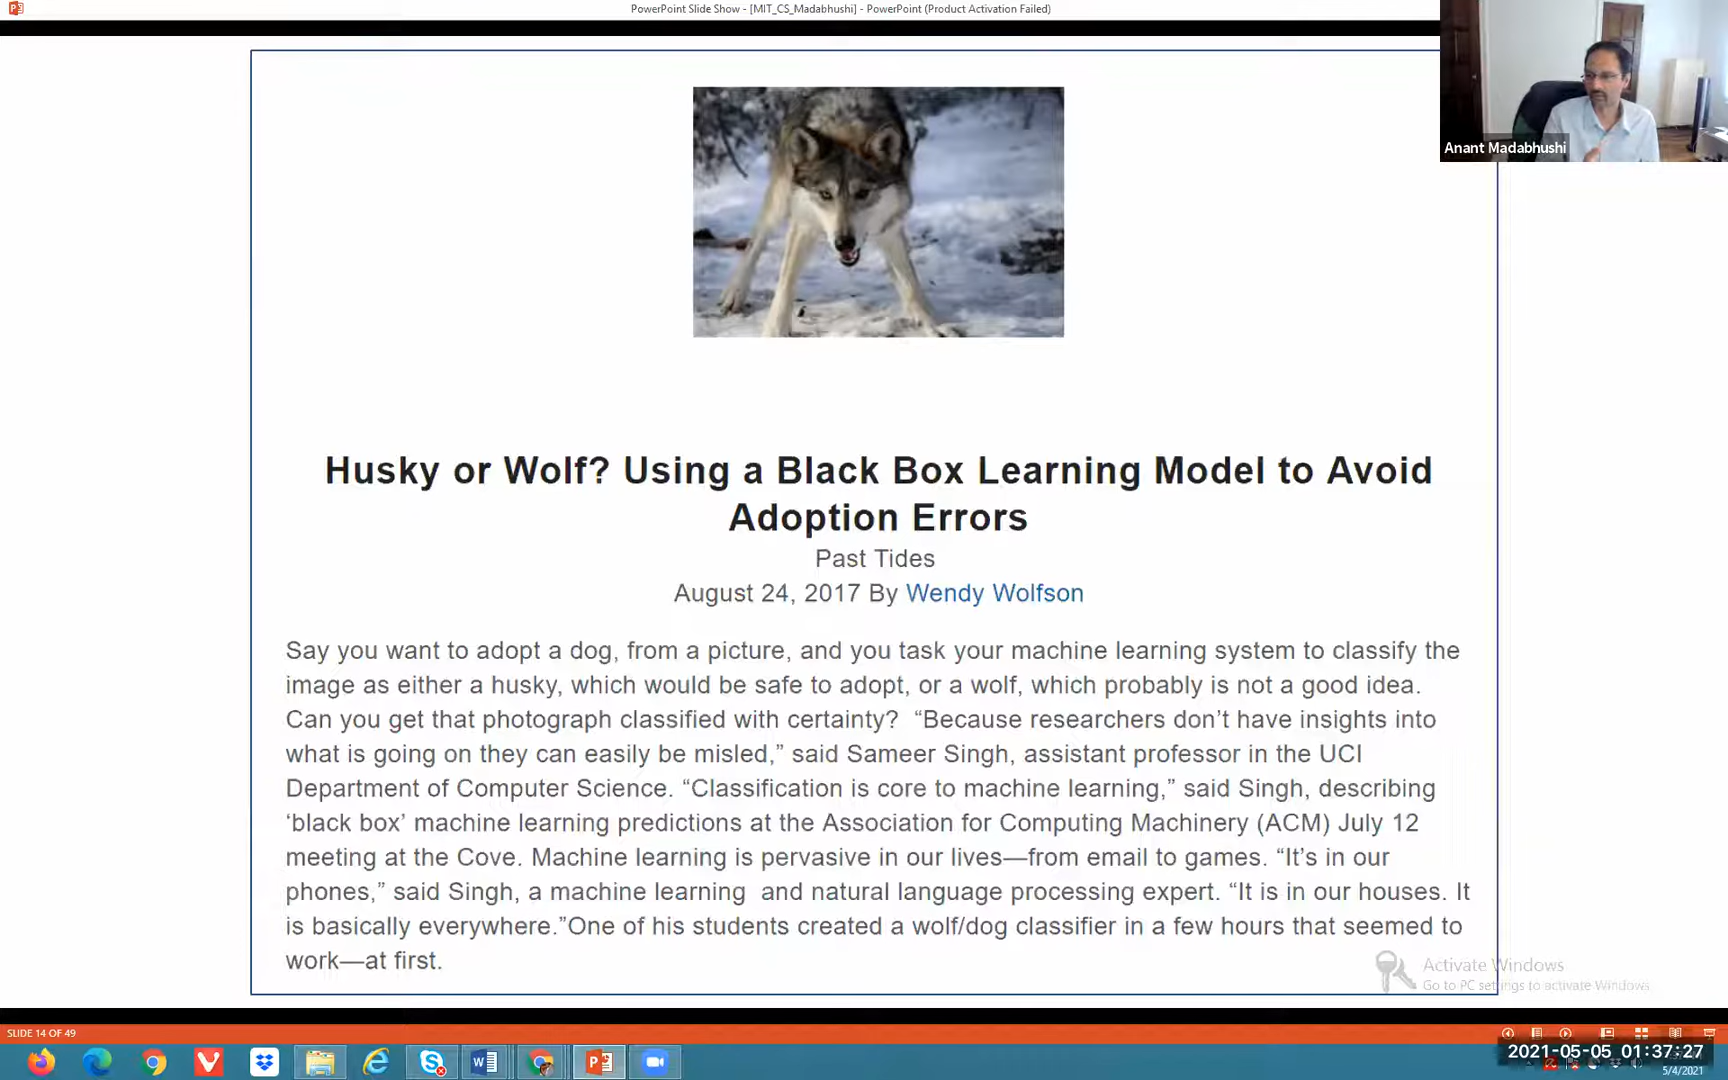 PowerPoint Slide Show - [MIT_CS_Madabhushi] - PowerPoint (Product Activation Failed)
Anant Madabhushi
Husky or Wolf? Using a Black Box Learning Model to Avoid
Adoption Errors
Past Tides
August 24, 2017 By Wendy Wolfson
Say you want to adopt a dog, from a picture, and you task your machine learning system to classify the
image as either a husky, which would be safe to adopt, or a wolf, which probably is not a good idea.
Can you get that photograph classified with certainty?  “Because researchers don’t have insights into
what is going on they can easily be misled,” said Sameer Singh, assistant professor in the UCI
Department of Computer Science. “Classification is core to machine learning,” said Singh, describing
‘black box’ machine learning predictions at the Association for Computing Machinery (ACM) July 12
meeting at the Cove. Machine learning is pervasive in our lives—from email to games. “It’s in our
phones,” said Singh, a machine learning  and natural language processing expert. “It is in our houses. It
is basically everywhere.”One of his students created a wolf/dog classifier in a few hours that seemed to
work—at first.
Activate Windows
Go to PC settings to activate Windows
SLIDE 14 OF 49
2021-05-05 01:37:27
5/4/2021